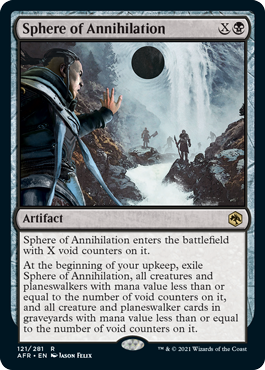 Sphere of Annihilation XB
Artifact
Sphere of Annihilation enters the battlefield
with X void counters on it.
At the beginning of your upkeep, exile
Sphere of Annihilation, all creatures and
planeswalkers with mana value less than or
equal to the number of void counters on it,
and all creature and planeswalker cards in
graveyards with mana value less than or
equal to the number of void counters on it.
121/281 R
AFR • EN Jason Felix ™ & © 2021 Wizards of the Coast